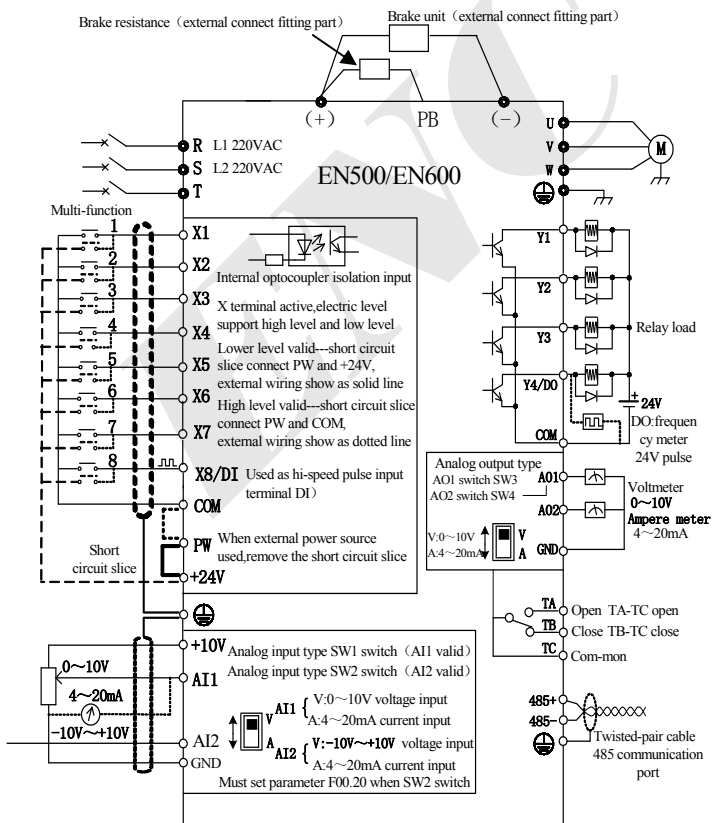 Brake resistance（external connect fitting part）
Brake unit（external connect fitting part）
(+)
PB
(-)
R L1 220VAC
S L2 220VAC
T
EN500/EN600
U
V
W
M
Multi-function
1
2
3
4
5
6
7
8
X1
X2
X3
X4
X5
X6
X7
X8/DI
COM
PW
+24V
Internal optocoupler isolation input
X terminal active,electric level
support high level and low level
Lower level valid---short circuit
slice connect PW and +24V,
external wiring show as solid line
High level valid---short circuit slice
connect PW and COM,
external wiring show as dotted line
Used as hi-speed pulse input
terminal DI）
When external power source
used,remove the short circuit slice
Short
circuit slice
Y1
Y2
Y3
Y4/DO
COM
Relay load
+
24V
DO:frequen
cy meter
24V pulse
Analog output type
AO1 switch SW3
AO2 switch SW4
V:0～10V
A:4～20mA
V
A
AO1
AO2
GND
Voltmeter
0～10V
Ampere meter
4～20mA
TA
TB
TC
Open TA-TC open
Close TB-TC close
Com-mon
485+
485-
Twisted-pair cable
485 communication
port
+10V
AI1
AI2
GND
0～10V
4～20mA
-10V～+10V
Analog input type SW1 switch（AI1 valid）
Analog input type SW2 switch（AI2 valid）
V
A
AI1 { V:0～10V voltage input
A:4～20mA current input
AI2 { V:-10V～+10V voltage input
A:4～20mA current input
Must set parameter F00.20 when SW2 switch
ENC